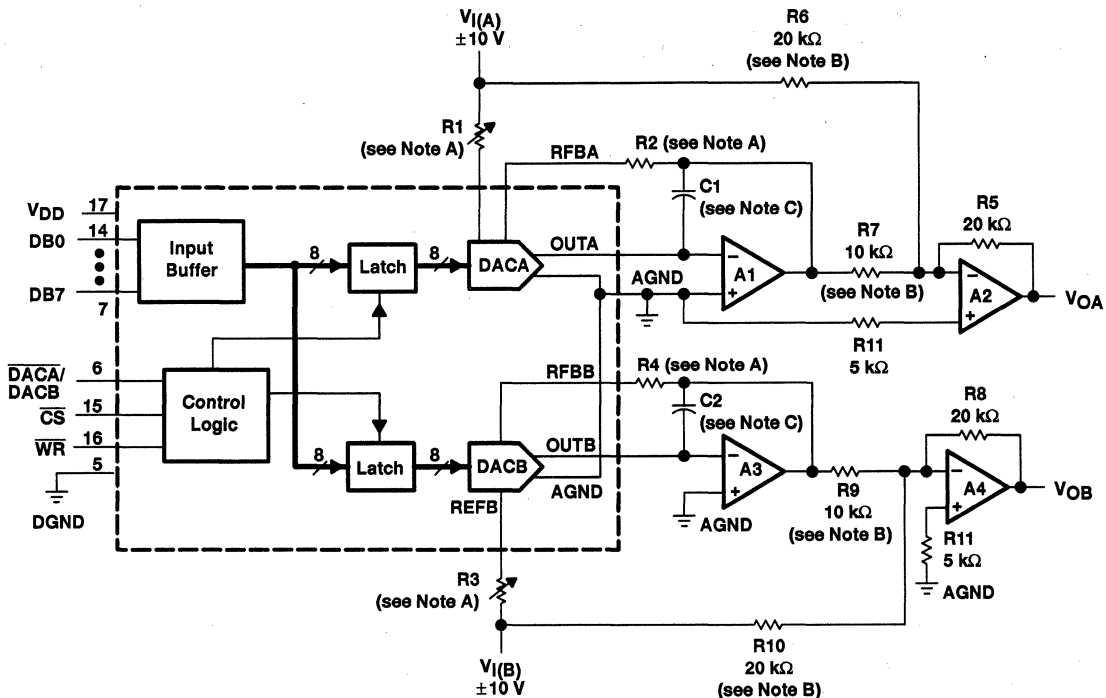 VI(A)
±10 V
R6
20 kΩ
(see Note B)
R1
(see Note A)
RFBA
R2 (see Note A)
C1
(see Note C)
R5
20 kΩ
VDD
17
14
DB0
DB7
7
Input
Buffer
8
Latch
8
DACA
OUTA
AGND
−
A1
+
R7
10 kΩ
(see Note B)
−
A2
+
VOA
R11
5 kΩ
DACA/
DACB
6
CS
15
WR
16
5
DGND
Control
Logic
8
Latch
8
DACB
REFB
RFBB
R4 (see Note A)
C2
(see Note C)
OUTB
AGND
−
A3
+
AGND
R9
10 kΩ
(see Note B)
R8
20 kΩ
−
A4
+
VOB
R11
5 kΩ
AGND
R3
(see Note A)
VI(B)
±10 V
R10
20 kΩ
(see Note B)